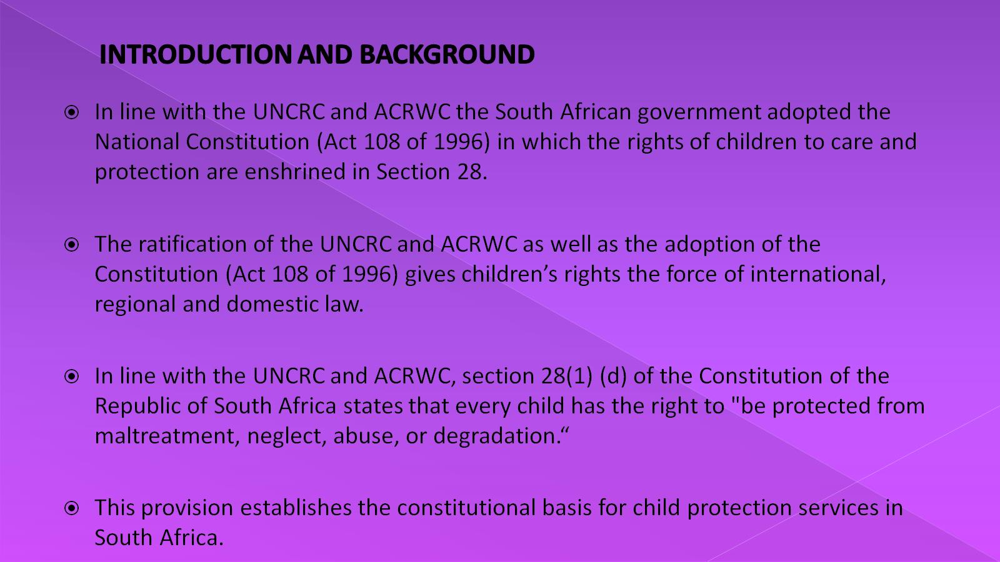 INTRODUCTION AND BACKGROUND
In line with the UNCRC and ACRWC the South African government adopted the
National Constitution (Act 108 of 1996) in which the rights of children to care and
protection are enshrined in Section 28.
The ratification of the UNCRC and ACRWC as well as the adoption of the
Constitution (Act 108 of 1996) gives children’s rights the force of international,
regional and domestic law.
In line with the UNCRC and ACRWC, section 28(1) (d) of the Constitution of the
Republic of South Africa states that every child has the right to "be protected from
maltreatment, neglect, abuse, or degradation.“
This provision establishes the constitutional basis for child protection services in
South Africa.